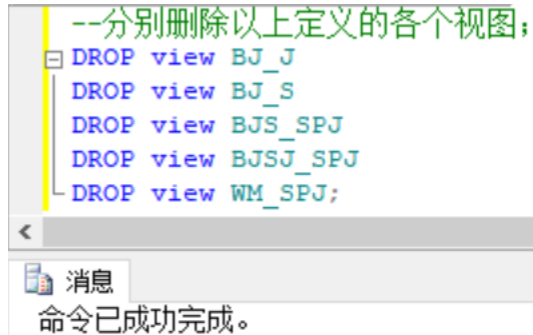 --分别删除以上定义的各个视图;
DROP view BJ_J
DROP view BJ_S
DROP view BJS_SPJ
DROP view BJSJ_SPJ
DROP view WM_SPJ;
消息
命令已成功完成。